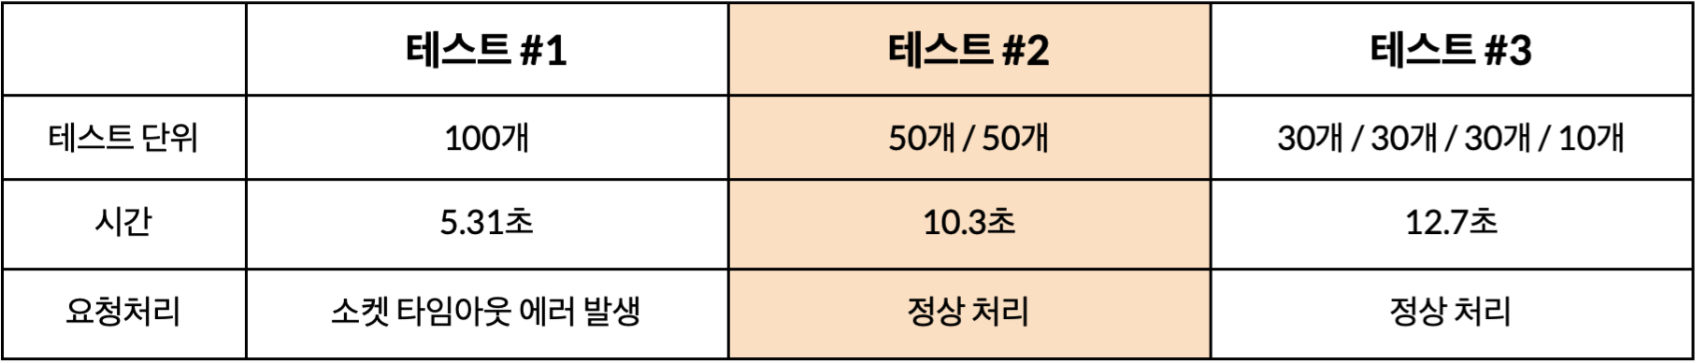 테스트 #1 테스트 #2 테스트 #3
테스트 단위 100개 50개 / 50개 30개 / 30개 / 30개 / 10개
시간 5.31초 10.3초 12.7초
요청처리 소켓 타임아웃 에러 발생 정상 처리 정상 처리